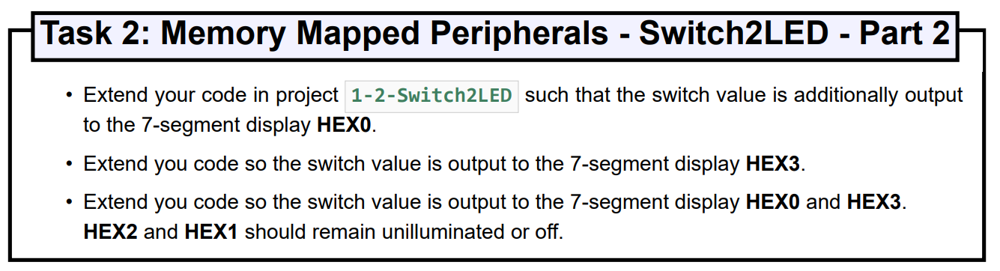 Task 2: Memory Mapped Peripherals - Switch2LED - Part 2
• Extend your code in project 1-2-Switch2LED such that the switch value is additionally output
to the 7-segment display HEX0.
• Extend you code so the switch value is output to the 7-segment display HEX3.
• Extend you code so the switch value is output to the 7-segment display HEX0 and HEX3.
HEX2 and HEX1 should remain unilluminated or off.